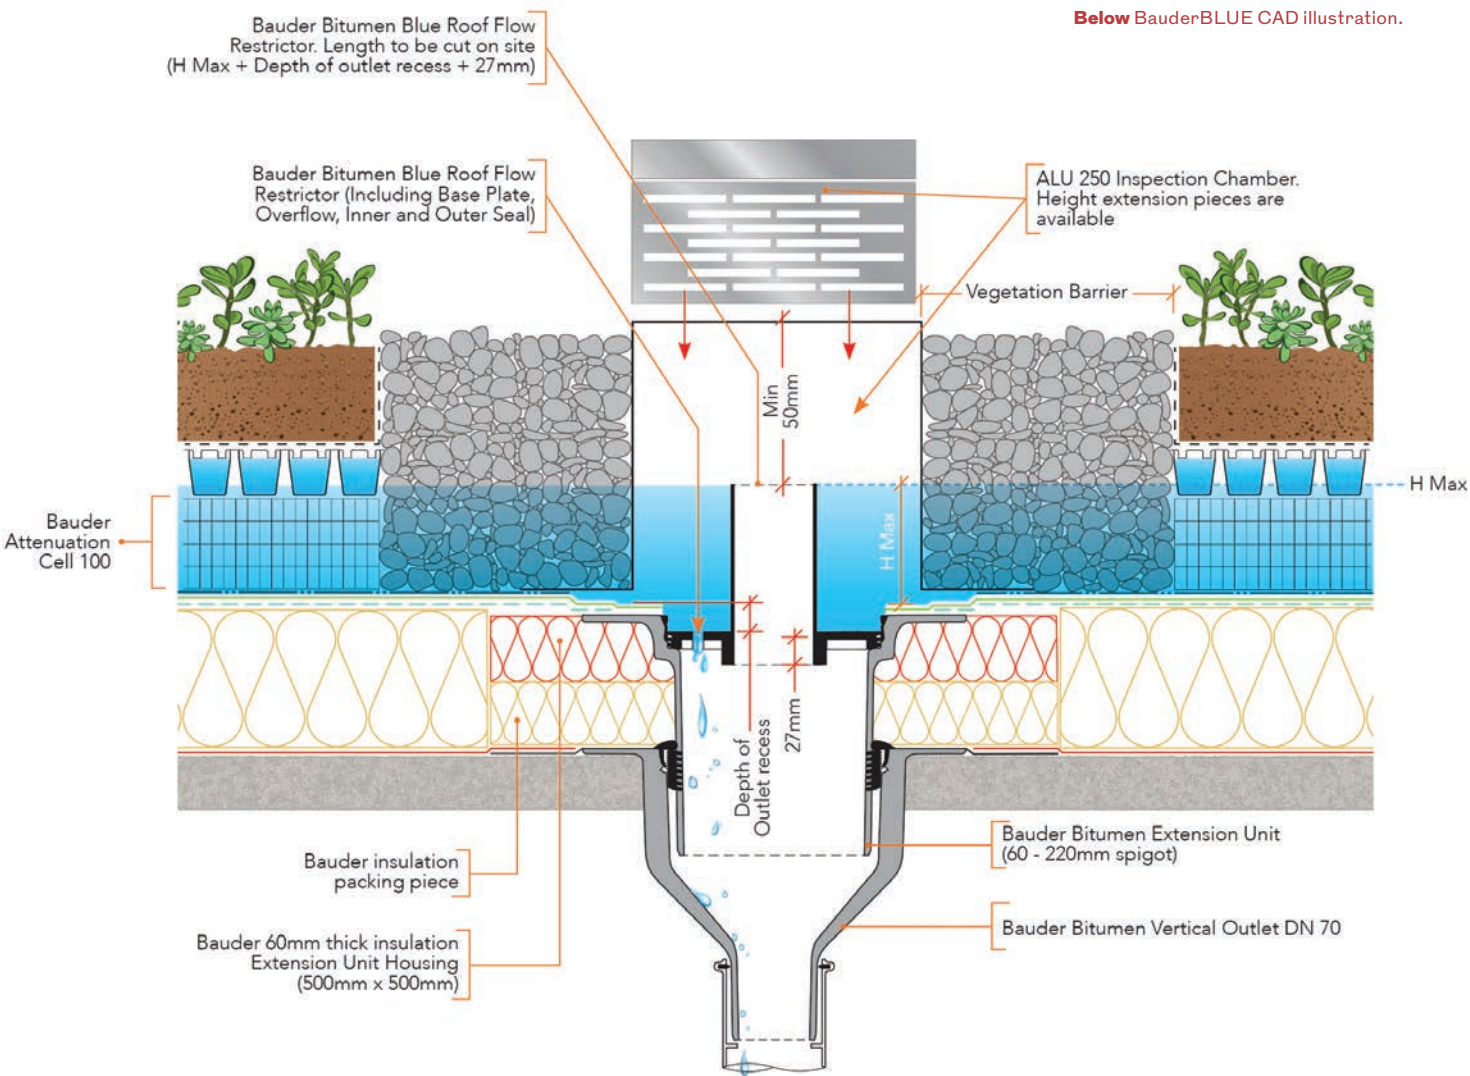 Below BauderBLUE CAD illustration.
Bauder Bitumen Blue Roof Flow
Restrictor. Length to be cut on site
(H Max + Depth of outlet recess + 27mm)
Bauder Bitumen Blue Roof Flow
Restrictor (Including Base Plate,
Overflow, Inner and Outer Seal)
ALU 250 Inspection Chamber.
Height extension pieces are
available
Vegetation Barrier
Min
50mm
H Max
H Max
Bauder
Attenuation
Cell 100
27mm
Depth of
Outlet recess
Bauder Bitumen Extension Unit
(60 - 220mm spigot)
Bauder insulation
packing piece
Bauder Bitumen Vertical Outlet DN 70
Bauder 60mm thick insulation
Extension Unit Housing
(500mm x 500mm)